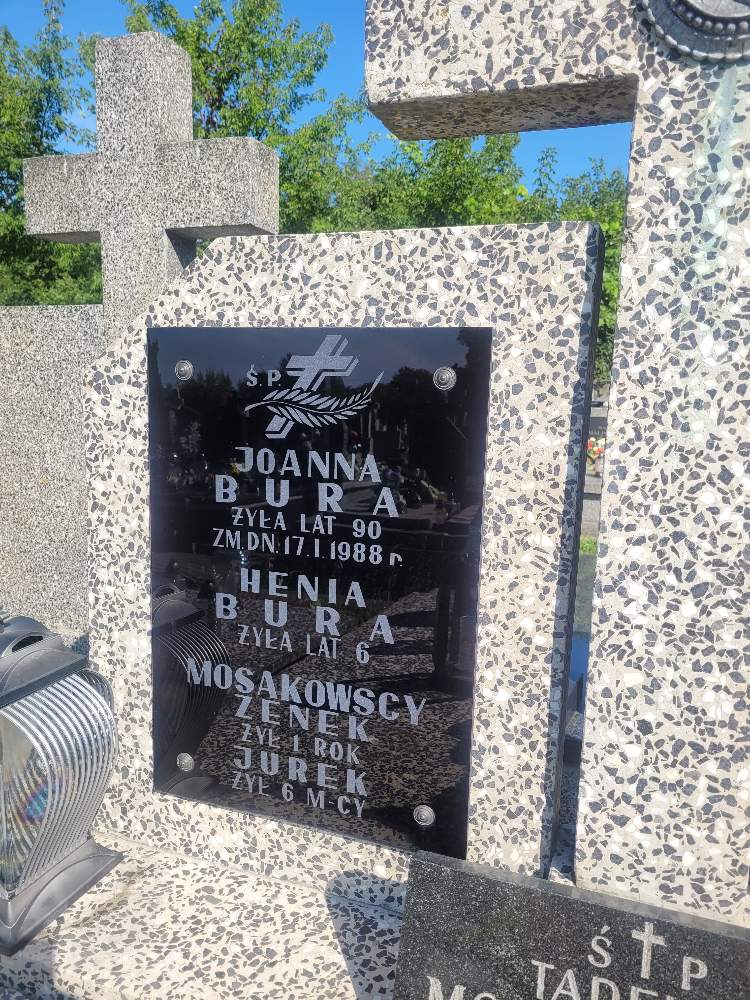 Ś.P.
JOANNA
BURA
ŻYŁA LAT 90
ZM.DN.17.I.1988 r.
HENIA
BURA
ŻYŁA LAT 6
MOSAKOWSCY
ZENEK
ŻYŁ 1 ROK
JUREK
ŻYŁ 6 M-CY
Ś P